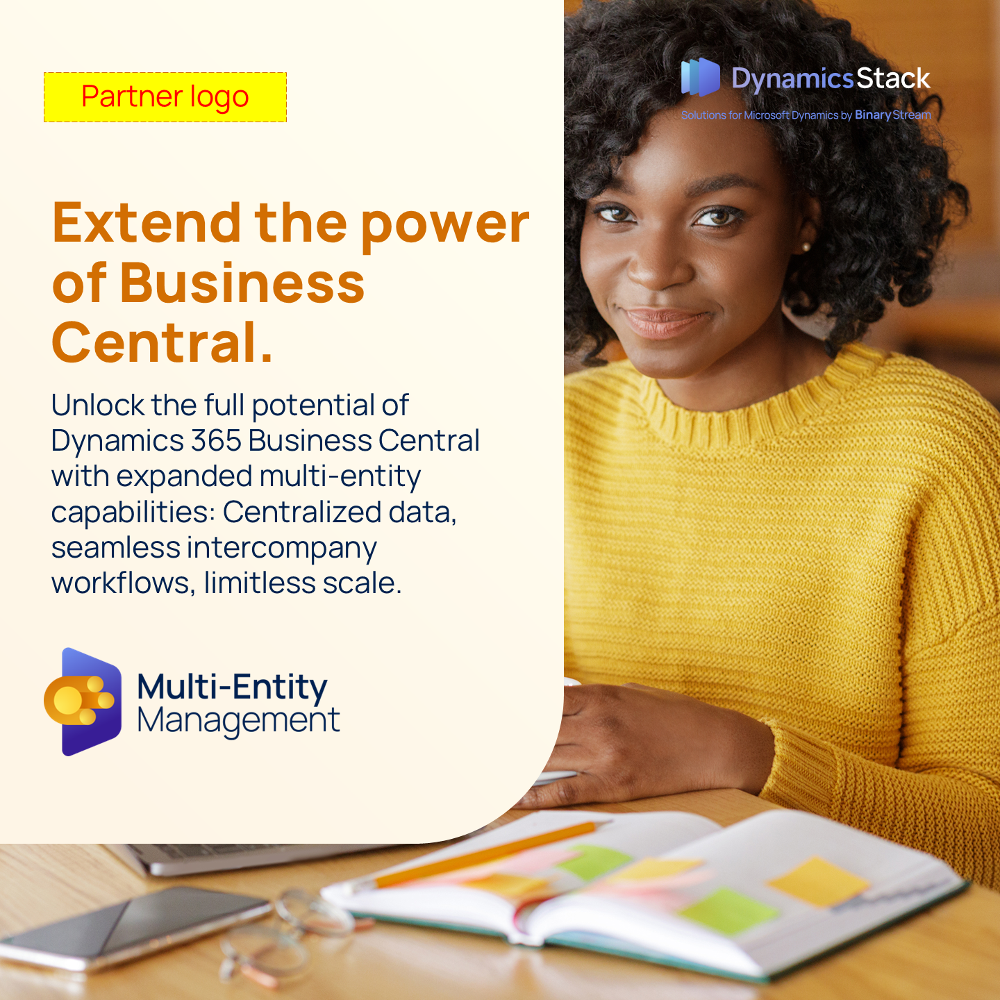 Partner logo
DynamicsStack
Solutions for Microsoft Dynamics by BinaryStream
Extend the power
of Business
Central.
Unlock the full potential of
Dynamics 365 Business Central
with expanded multi-entity
capabilities: Centralized data,
seamless intercompany
workflows, limitless scale.
Multi-Entity
Management